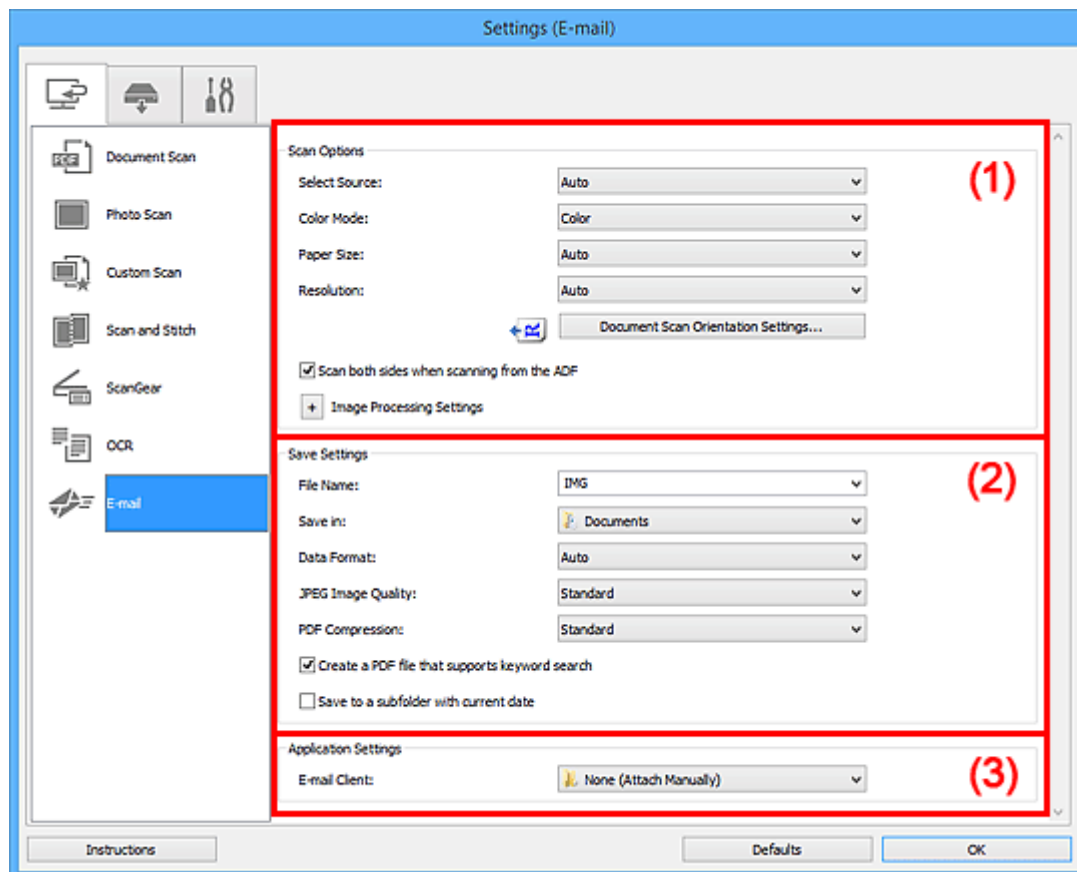 Settings (E-mail)
Document Scan
Photo Scan
Custom Scan
Scan and Stitch
ScanGear
OCR
E-mail
Scan Options
(1)
Select Source: Auto
Color Mode: Color
Paper Size: Auto
Resolution: Auto
Document Scan Orientation Settings...
Scan both sides when scanning from the ADF
+ Image Processing Settings
Save Settings
(2)
File Name: IMG
Save in: Documents
Data Format: Auto
JPEG Image Quality: Standard
PDF Compression: Standard
Create a PDF file that supports keyword search
Save to a subfolder with current date
Application Settings
(3)
E-mail Client: None (Attach Manually)
Instructions Defaults OK